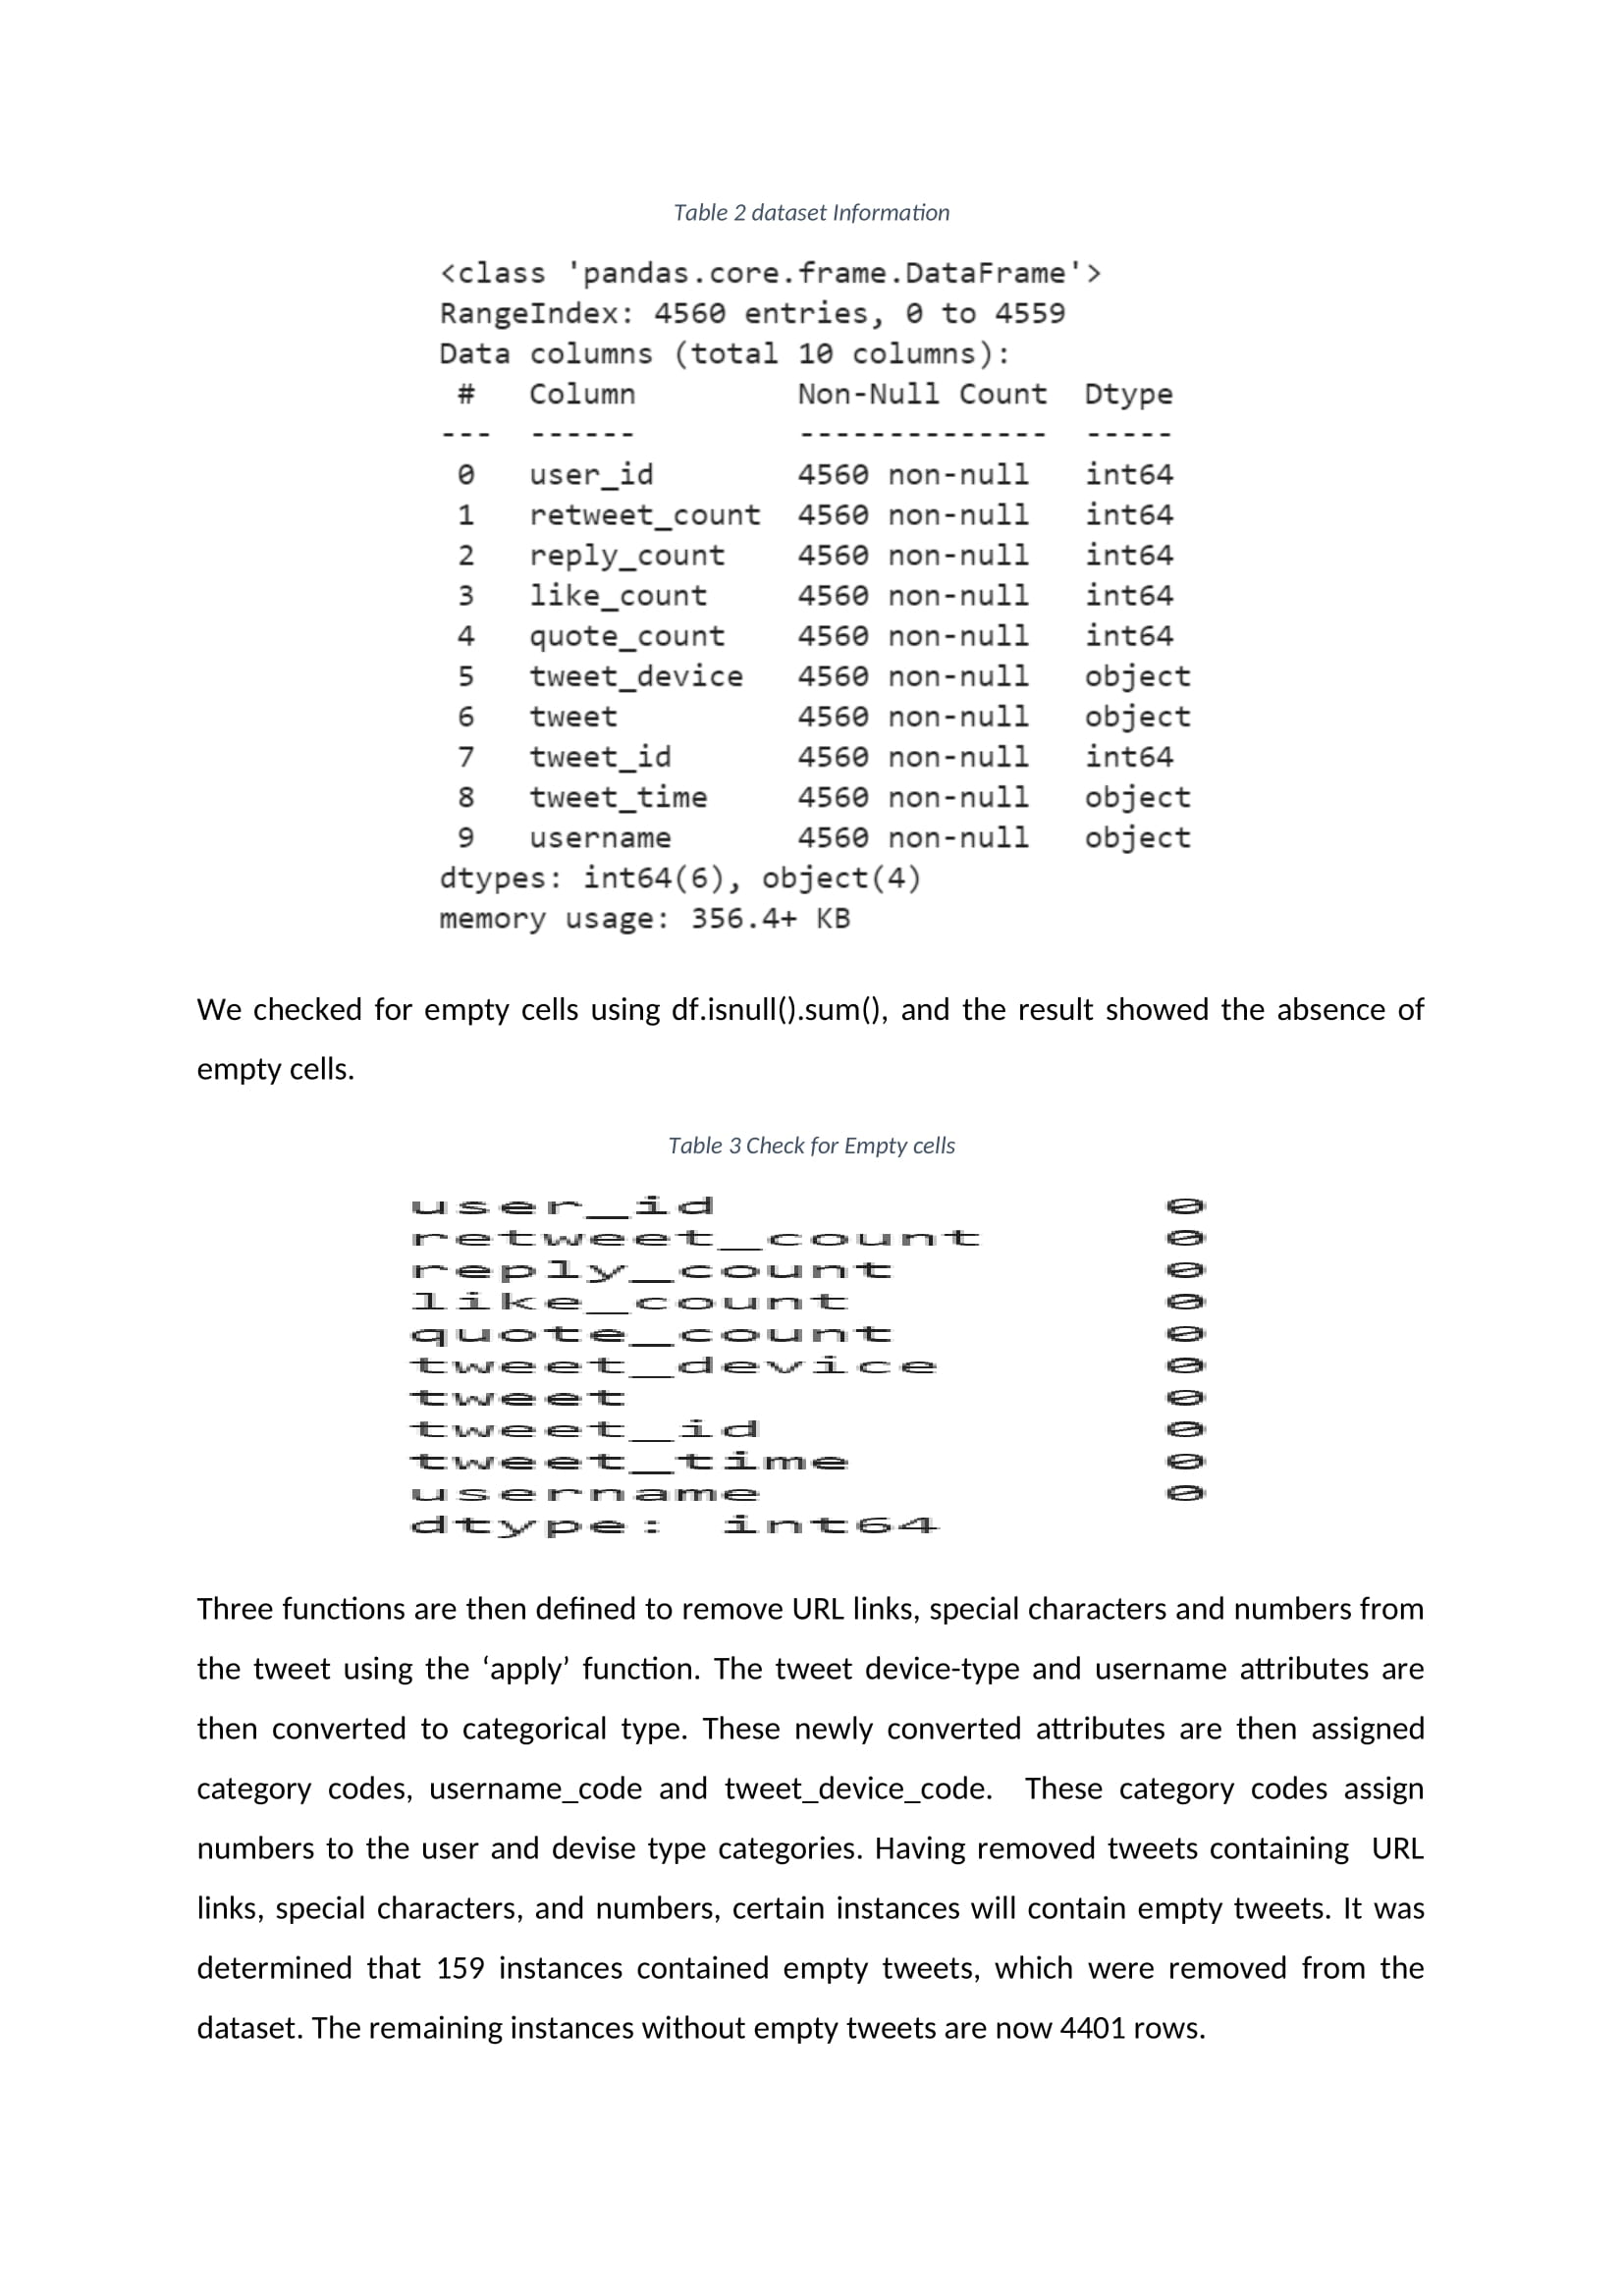 Table 2 dataset Information
<class 'pandas.core.frame.DataFrame'>
RangeIndex: 4560 entries, 0 to 4559
Data columns (total 10 columns):
# Column Non-Null Count Dtype
--- ------ -------------- -----
0 user_id 4560 non-null int64
1 retweet_count 4560 non-null int64
2 reply_count 4560 non-null int64
3 like_count 4560 non-null int64
4 quote_count 4560 non-null int64
5 tweet_device 4560 non-null object
6 tweet 4560 non-null object
7 tweet_id 4560 non-null int64
8 tweet_time 4560 non-null object
9 username 4560 non-null object
dtypes: int64(6), object(4)
memory usage: 356.4+ KB
We checked for empty cells using df.isnull().sum(), and the result showed the absence of
empty cells.
Table 3 Check for Empty cells
user_id 0
retweet_count 0
reply_count 0
like_count 0
quote_count 0
tweet_device 0
tweet 0
tweet_id 0
tweet_time 0
username 0
dtype: int64
Three functions are then defined to remove URL links, special characters and numbers from
the tweet using the ‘apply’ function. The tweet device-type and username attributes are
then converted to categorical type. These newly converted attributes are then assigned
category codes, username_code and tweet_device_code. These category codes assign
numbers to the user and devise type categories. Having removed tweets containing URL
links, special characters, and numbers, certain instances will contain empty tweets. It was
determined that 159 instances contained empty tweets, which were removed from the
dataset. The remaining instances without empty tweets are now 4401 rows.